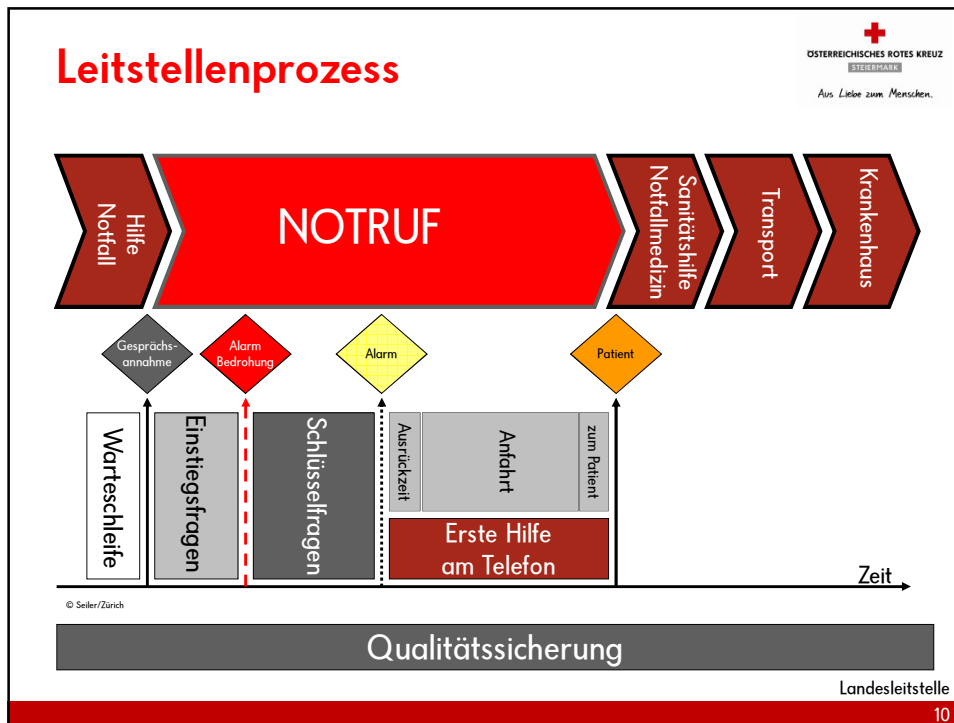 Leitstellenprozess
ÖSTERREICHISCHES ROTES KREUZ
STEIERMARK
Aus Liebe zum Menschen.
Hilfe
Notfall
NOTRUF
Sanitätshilfe
Notfallmedizin
Transport
Krankenhaus
Gesprächs-
annahme
Alarm
Bedrohung
Alarm
Patient
Warteschleife
Einstiegsfragen
Schlüsselfragen
Ausrückzeit
Anfahrt
zum Patient
Erste Hilfe
am Telefon
Zeit
© Seiler/Zürich
Qualitätssicherung
Landesleitstelle
10